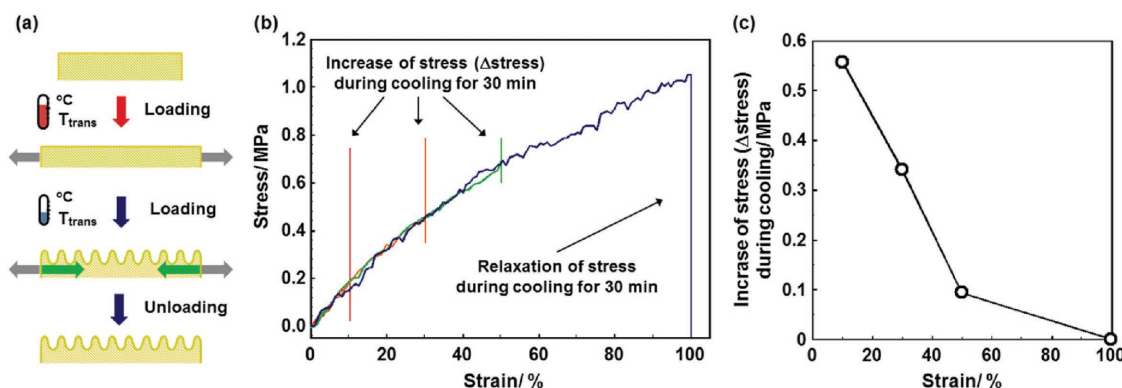 (a)
°C
T_trans
Loading
°C
T_trans
Loading
Unloading
(b)
Stress/ MPa
1.2
1.0
0.8
0.6
0.4
0.2
0.0
Increase of stress (Δstress)
during cooling for 30 min
Relaxation of stress
during cooling for 30 min
0
20
40
60
80
100
Strain/ %
(c)
Incrase of stress (Δstress)
during cooling/ MPa
0.6
0.5
0.4
0.3
0.2
0.1
0
0
20
40
60
80
100
Strain/ %